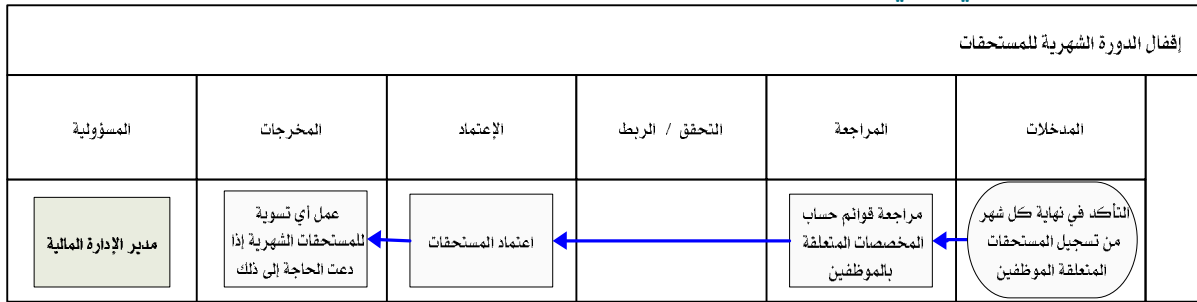 إقفال الدورة الشهرية للمستحقات
المدخلات
المراجعة
التحقق / الربط
الإعتماد
المخرجات
المسؤولية
التأكد في نهاية كل شهر
من تسجيل المستحقات
المتعلقة الموظفين
مراجعة قوائم حساب
المخصصات المتعلقة
بالموظفين
اعتماد المستحقات
عمل أي تسوية
للمستحقات الشهرية إذا
دعت الحاجة إلى ذلك
مدير الإدارة المالية